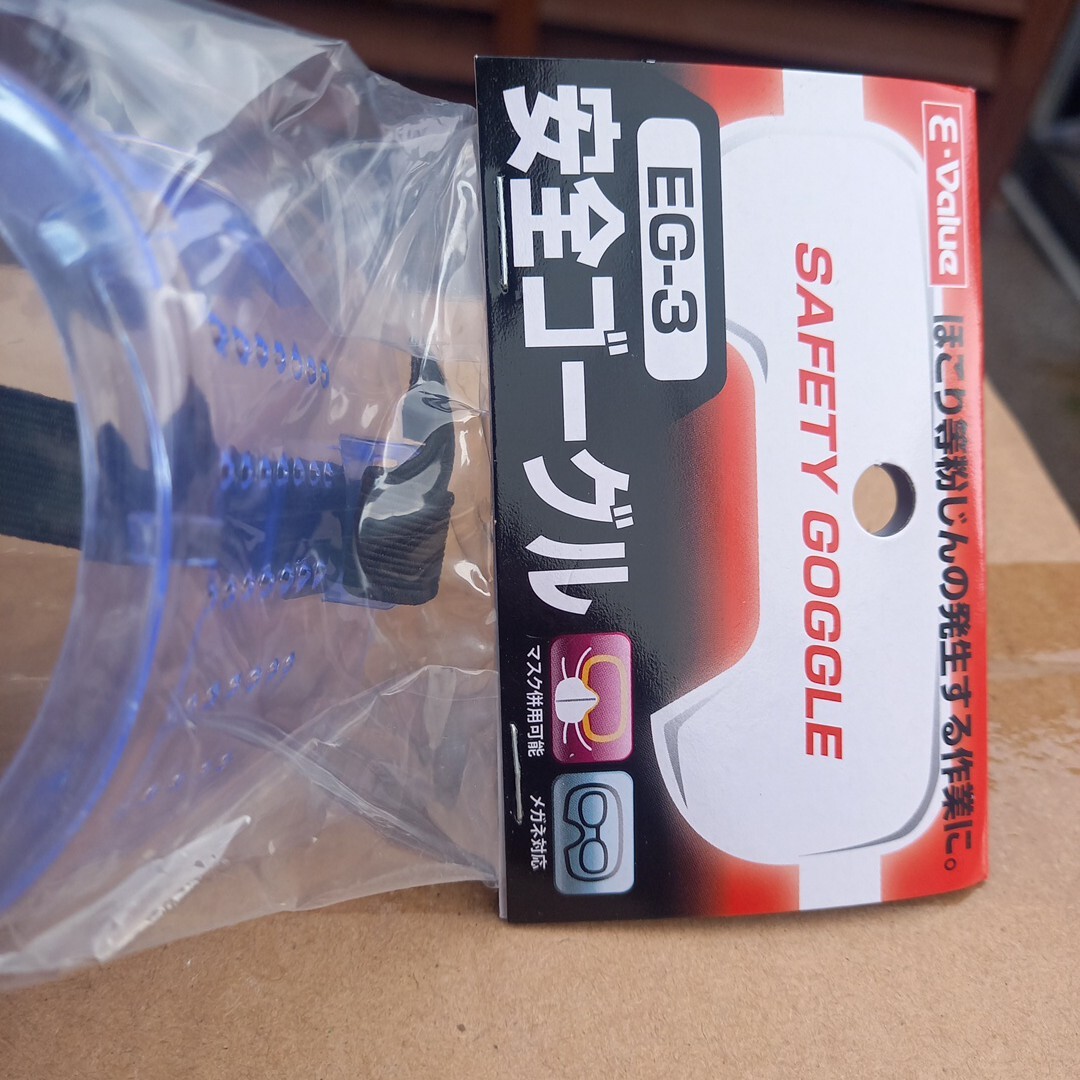 E-Value
ほこり等粉じんの発生する作業に。
SAFETY GOGGLE
EG-3
安全ゴーグル
マスク併用可能
メガネ対応